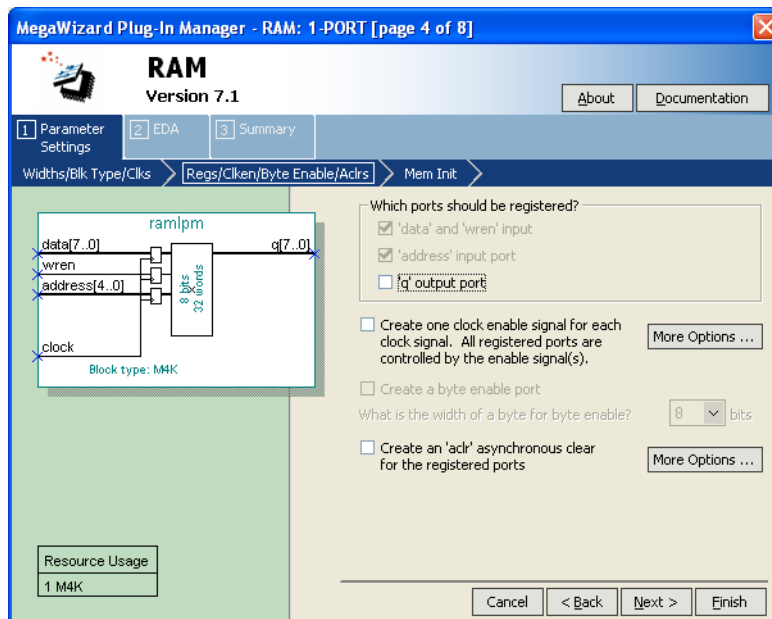 MegaWizard Plug-In Manager - RAM: 1-PORT [page 4 of 8]
RAM
Version 7.1
About
Documentation
1 Parameter Settings
2 EDA
3 Summary
Widths/Blk Type/Clks
Regs/Clken/Byte Enable/Aclrs
Mem Init
ramlpm
data[7..0]
q[7..0]
wren
address[4..0]
8 bits
32 words
clock
Block type: M4K
Resource Usage
1 M4K
Which ports should be registered?
'data' and 'wren' input
'address' input port
'q' output port
Create one clock enable signal for each
clock signal. All registered ports are
controlled by the enable signal(s).
More Options ...
Create a byte enable port
What is the width of a byte for byte enable?
8
bits
Create an 'aclr' asynchronous clear
for the registered ports
More Options ...
Cancel
< Back
Next >
Finish